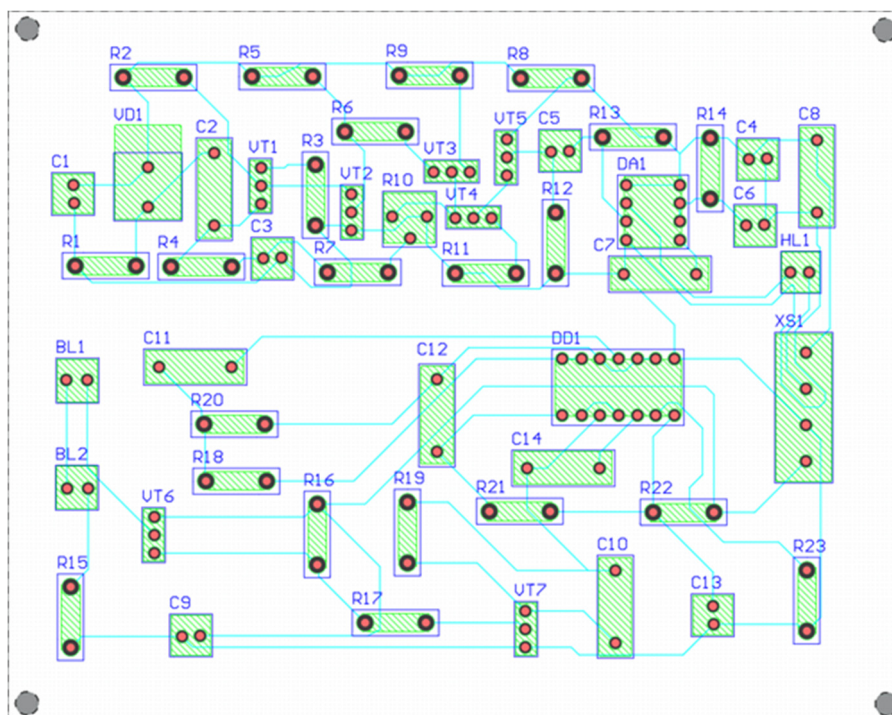 R2
R5
R9
R8
VD1
C2
VT1
R3
R6
VT3
VT5
C5
R13
R14
C4
C8
C1
VT2
R10
VT4
R12
DA1
C6
R1
R4
C3
R7
R11
C7
HL1
XS1
BL1
C11
C12
DD1
R20
BL2
R18
R16
R19
C14
R21
R22
VT6
R15
C9
R17
VT7
C10
C13
R23